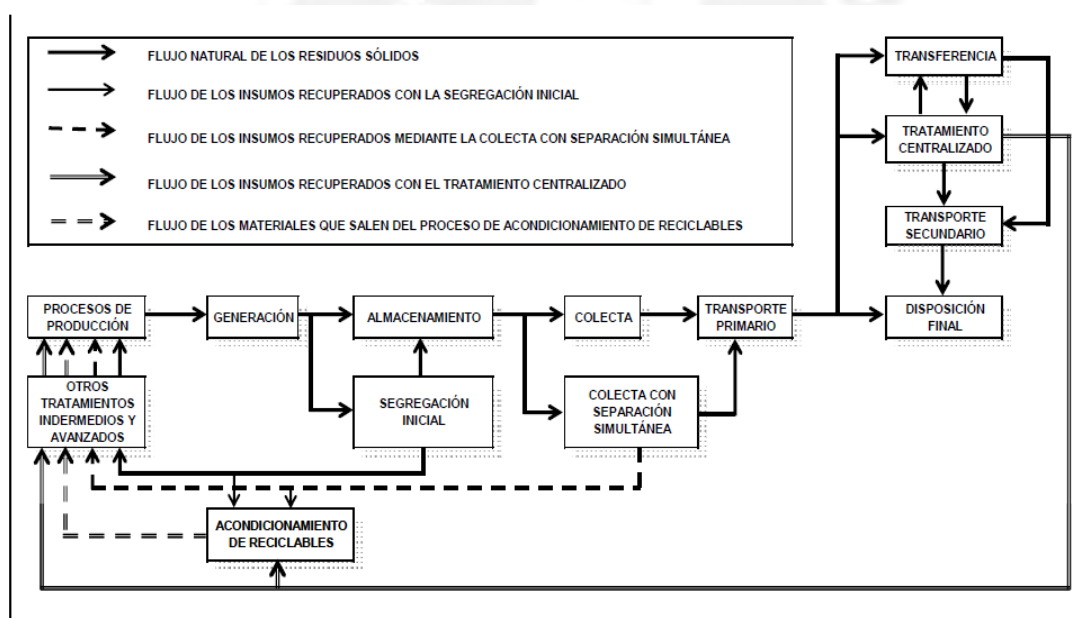 FLUJO NATURAL DE LOS RESIDUOS SÓLIDOS
FLUJO DE LOS INSUMOS RECUPERADOS CON LA SEGREGACIÓN INICIAL
FLUJO DE LOS INSUMOS RECUPERADOS MEDIANTE LA COLECTA CON SEPARACIÓN SIMULTÁNEA
FLUJO DE LOS INSUMOS RECUPERADOS CON EL TRATAMIENTO CENTRALIZADO
FLUJO DE LOS MATERIALES QUE SALEN DEL PROCESO DE ACONDICIONAMIENTO DE RECICLABLES
TRANSFERENCIA
TRATAMIENTO
CENTRALIZADO
TRANSPORTE
SECUNDARIO
PROCESOS DE
PRODUCCIÓN
GENERACIÓN
ALMACENAMIENTO
COLECTA
TRANSPORTE
PRIMARIO
DISPOSICIÓN
FINAL
OTROS
TRATAMIENTOS
INDERMEDIOS Y
AVANZADOS
SEGREGACIÓN
INICIAL
COLECTA CON
SEPARACIÓN
SIMULTÁNEA
ACONDICIONAMIENTO
DE RECICLABLES